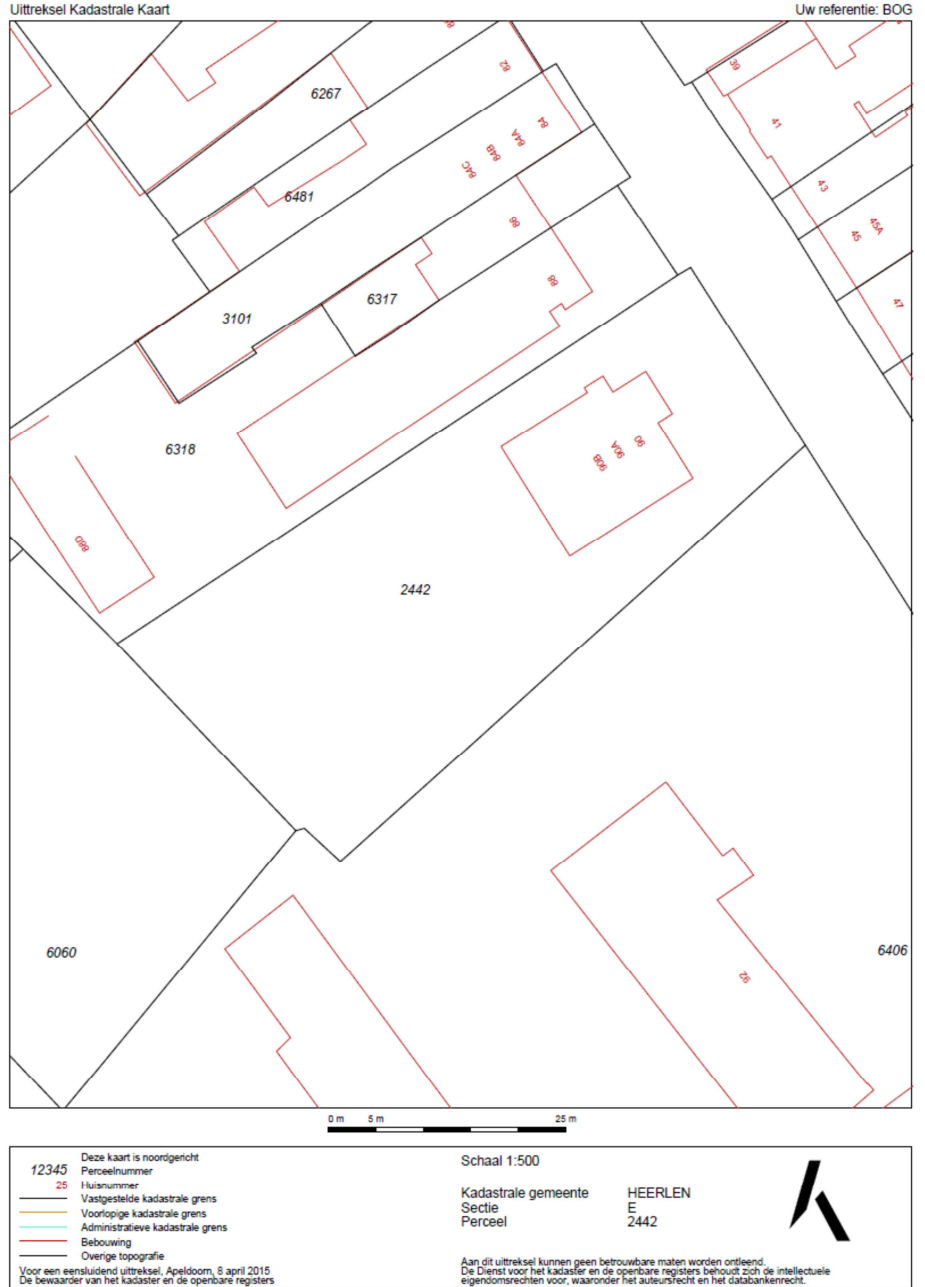 Uittreksel Kadastrale Kaart
Uw referentie: BOG
6267
82
84
84A
84B
84C
39
41
6481
86
43
45A
45
88
6317
47
3101
6318
90
90A
90B
88D
2442
6060
6406
92
0 m 5 m 25 m
Deze kaart is noordgericht
12345 Perceelnummer
25 Huisnummer
Vastgestelde kadastrale grens
Voorlopige kadastrale grens
Administratieve kadastrale grens
Bebouwing
Overige topografie
Voor een eensluidend uittreksel, Apeldoorn, 8 april 2015
De bewaarder van het kadaster en de openbare registers
Schaal 1:500
Kadastrale gemeente HEERLEN
Sectie E
Perceel 2442
Aan dit uittreksel kunnen geen betrouwbare maten worden ontleend.
De Dienst voor het kadaster en de openbare registers behoudt zich de intellectuele
eigendomsrechten voor, waaronder het auteursrecht en het databankenrecht.